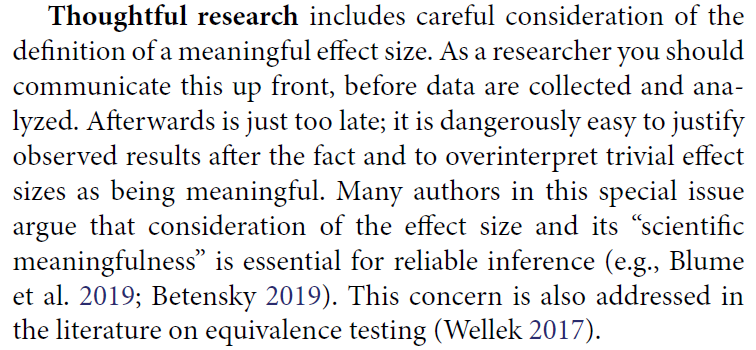 Thoughtful research includes careful consideration of the
definition of a meaningful effect size. As a researcher you should
communicate this up front, before data are collected and ana-
lyzed. Afterwards is just too late; it is dangerously easy to justify
observed results after the fact and to overinterpret trivial effect
sizes as being meaningful. Many authors in this special issue
argue that consideration of the effect size and its “scientific
meaningfulness” is essential for reliable inference (e.g., Blume
et al. 2019; Betensky 2019). This concern is also addressed in
the literature on equivalence testing (Wellek 2017).